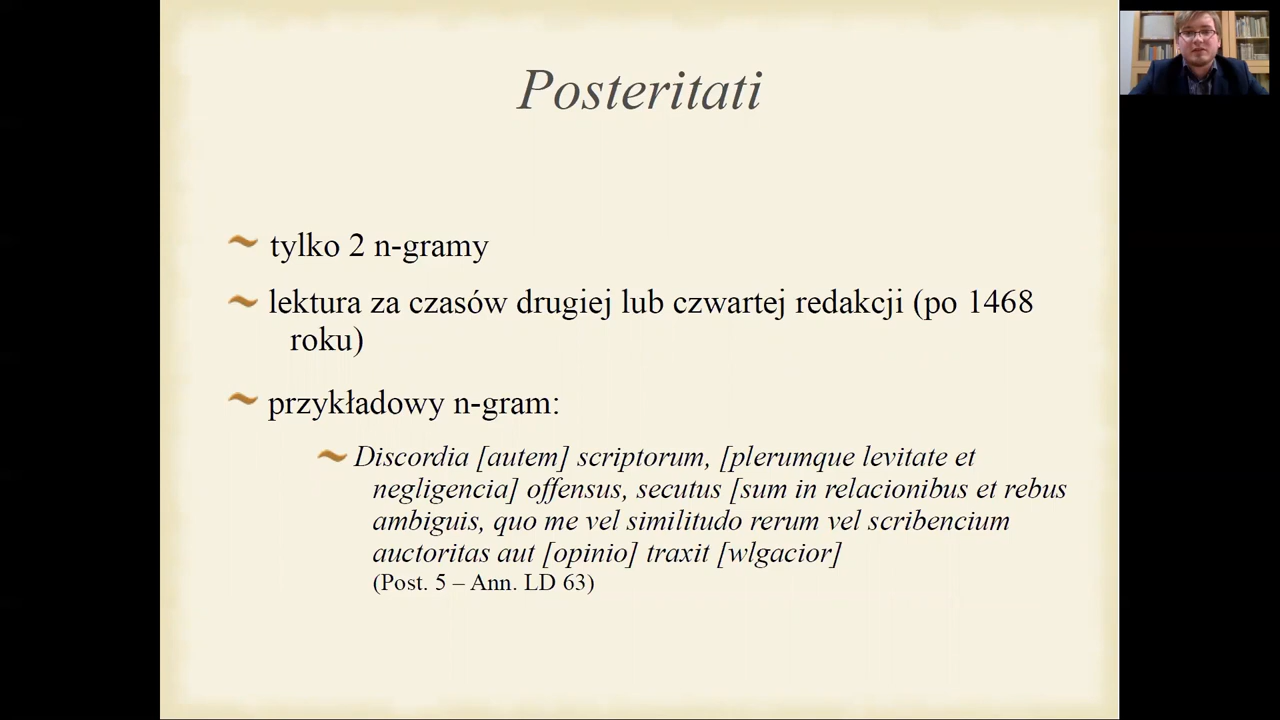 Posteritati
tylko 2 n-gramy
lektura za czasów drugiej lub czwartej redakcji (po 1468
roku)
przykładowy n-gram:
Discordia [autem] scriptorum, [plerumque levitate et
negligencia] offensus, secutus [sum in relacionibus et rebus
ambiguis, quo me vel similitudo rerum vel scribencium
auctoritas aut [opinio] traxit [wlgacior]
(Post. 5 – Ann. LD 63)